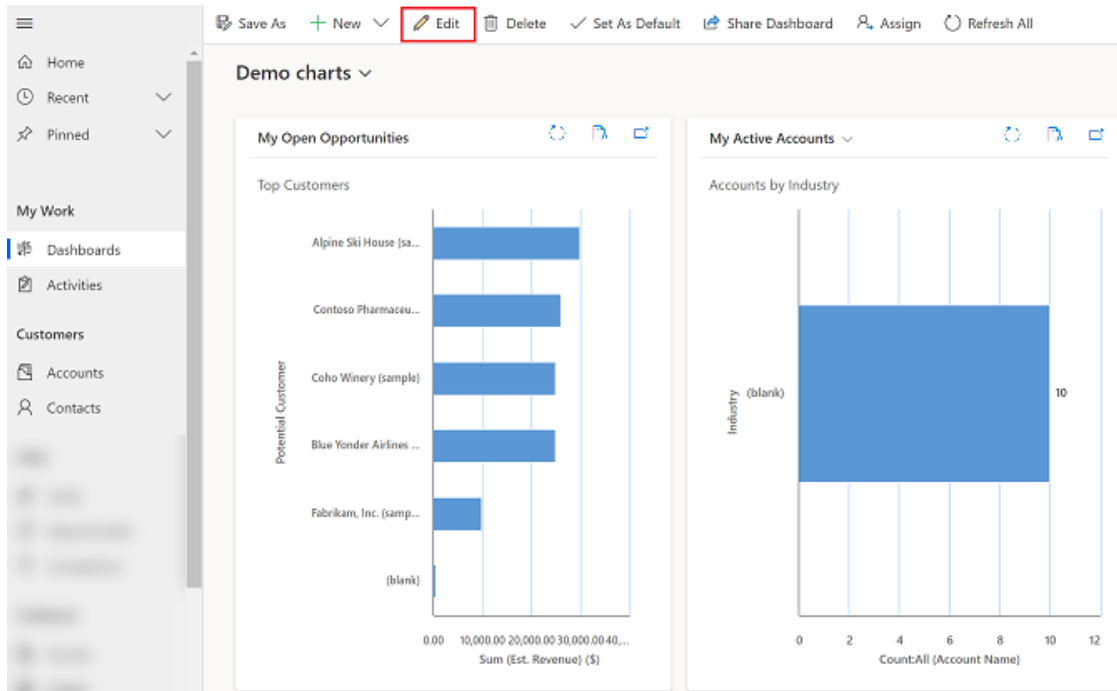 Save As New Edit Delete Set As Default Share Dashboard Assign Refresh All
Home
Recent
Pinned
My Work
Dashboards
Activities
Customers
Accounts
Contacts
Demo charts
My Open Opportunities
Top Customers
Potential Customer
Alpine Ski House (sa...
Contoso Pharmaceu...
Coho Winery (sample)
Blue Yonder Airlines ...
Fabrikam, Inc. (samp...
(blank)
0.00 10,000.00 20,000.00 30,000.00 40,...
Sum (Est. Revenue) ($)
My Active Accounts
Accounts by Industry
Industry
(blank)
10
0 2 4 6 8 10 12
Count:All (Account Name)